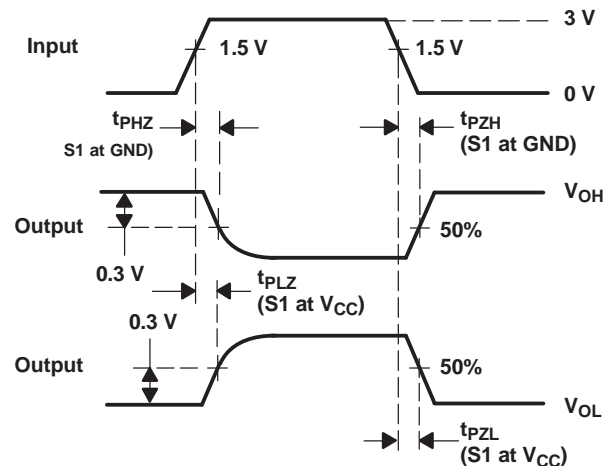 3 V
Input
1.5 V
1.5 V
0 V
tPHZ
S1 at GND)
tPZH
(S1 at GND)
VOH
Output
50%
0.3 V
tPLZ
(S1 at VCC)
0.3 V
Output
50%
VOL
tPZL
(S1 at VCC)